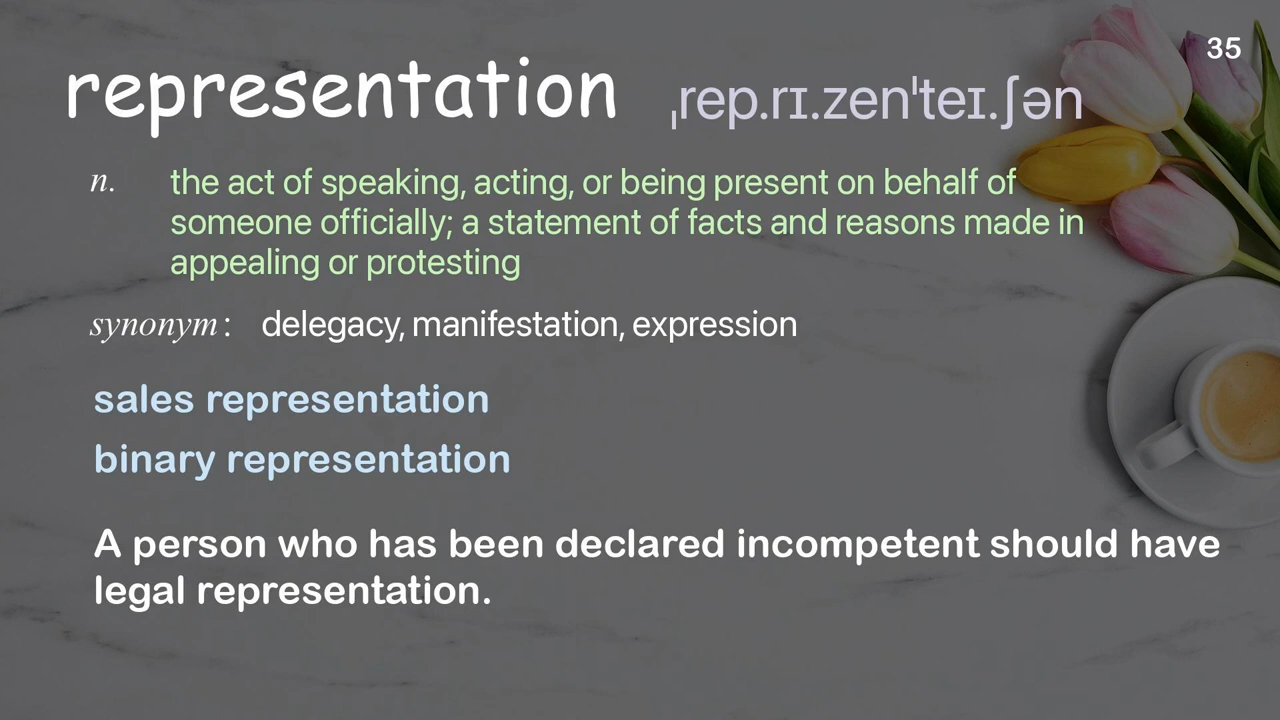 35
representation ˌrep.rɪ.zenˈteɪ.ʃən
n. the act of speaking, acting, or being present on behalf of
someone officially; a statement of facts and reasons made in
appealing or protesting
synonym: delegacy, manifestation, expression
sales representation
binary representation
A person who has been declared incompetent should have
legal representation.